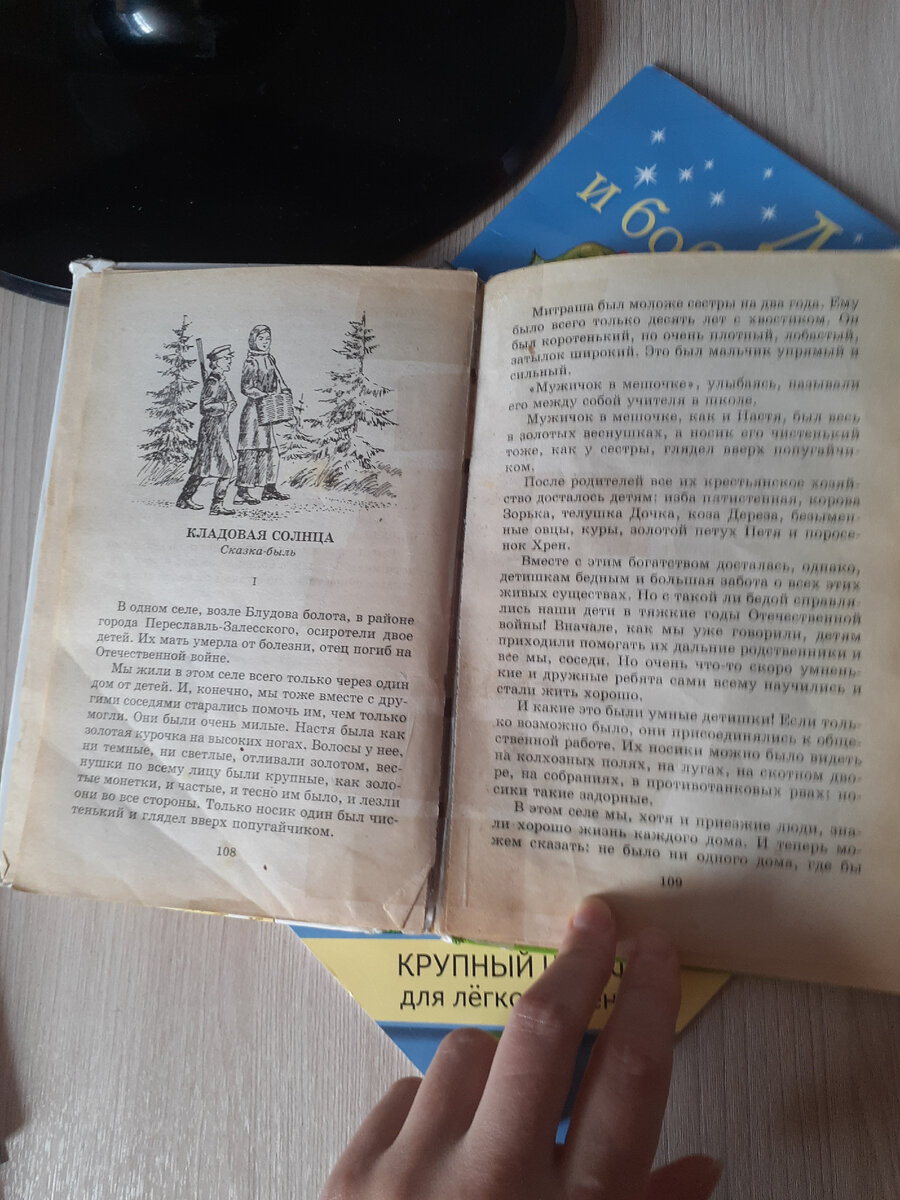 и боо
Д
КЛАДОВАЯ СОЛНЦА
Сказка-быль
I
В одном селе, возле Блудова болота, в районе
города Переславль-Залесского, осиротели двое
детей. Их мать умерла от болезни, отец погиб на
Отечественной войне.
Мы жили в этом селе всего только через один
дом от детей. И, конечно, мы тоже вместе с дру-
гими соседями старались помочь им, чем только
могли. Они были очень милые. Настя была как
золотая курочка на высоких ногах. Волосы у нее,
ни темные, ни светлые, отливали золотом, вес-
нушки по всему лицу были крупные, как золо-
тые монетки, и частые, и тесно им было, и лезли
они во все стороны. Только носик один был чис-
тенький и глядел вверх попугайчиком.
108
Митраша был моложе сестры на два года. Ему
было всего только десять лет с хвостиком. Он
был коротенький, но очень плотный, лобастый,
затылок широкий. Это был мальчик упрямый и
сильный.
«Мужичок в мешочке», улыбаясь, называли
его между собой учителя в школе.
Мужичок в мешочке, как и Настя, был весь
в золотых веснушках, а носик его чистенький
тоже, как у сестры, глядел вверх попугайчи-
ком.
После родителей все их крестьянское хозяй-
ство досталось детям: изба пятистенная, корова
Зорька, телушка Дочка, коза Дереза, безымен-
ные овцы, куры, золотой петух Петя и поросе-
нок Хрен.
Вместе с этим богатством досталась, однако,
детишкам бедным и большая забота о всех этих
живых существах. Но с такой ли бедой справля-
лись наши дети в тяжкие годы Отечественной
войны! Вначале, как мы уже говорили, детям
приходили помогать их дальние родственники и
все мы, соседи. Но очень что-то скоро умнень-
кие и дружные ребята сами всему научились и
стали жить хорошо.
И какие это были умные детишки! Если толь-
ко возможно было, они присоединялись к обще-
ственной работе. Их носики можно было видеть
на колхозных полях, на лугах, на скотном дво-
ре, на собраниях, в противотанковых рвах: но-
сики такие задорные.
В этом селе мы, хотя и приезжие люди, зна-
ли хорошо жизнь каждого дома. И теперь мо-
жем сказать: не было ни одного дома, где бы
109
КРУПНЫЙ
для лёгко